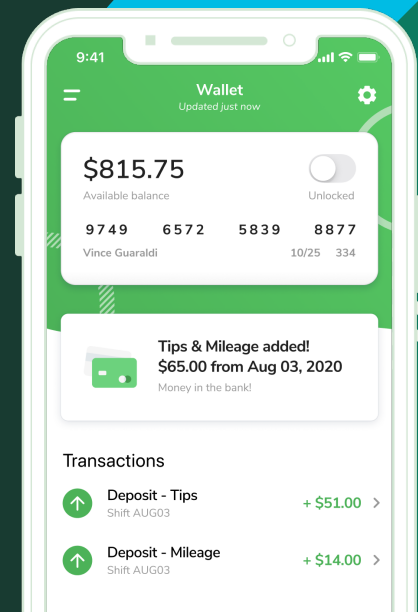 9:41
Wallet
Updated just now
$815.75
Available balance
Unlocked
9749 6572 5839 8877
Vince Guaraldi 10/25 334
Tips & Mileage added!
$65.00 from Aug 03, 2020
Money in the bank!
Transactions
Deposit - Tips
+ $51.00
Shift AUG03
Deposit - Mileage
+ $14.00
Shift AUG03